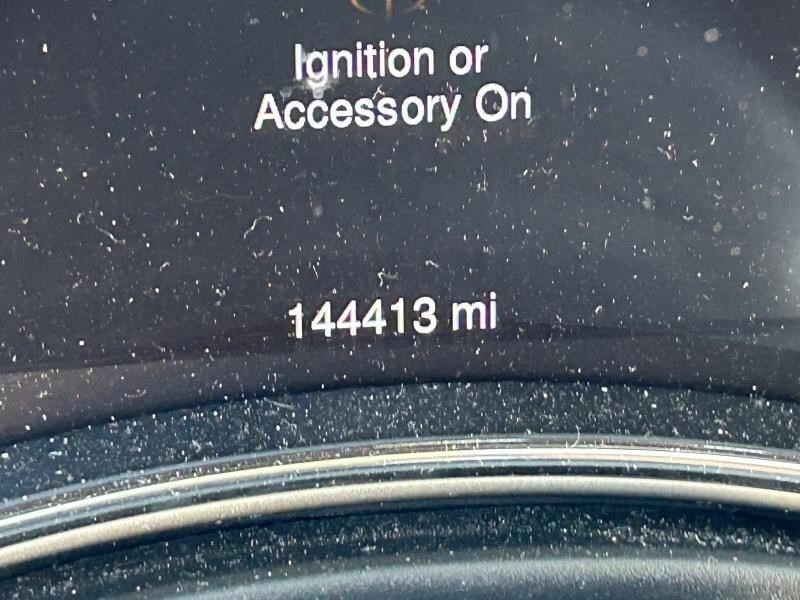 Ignition or
Accessory On
144413 mi